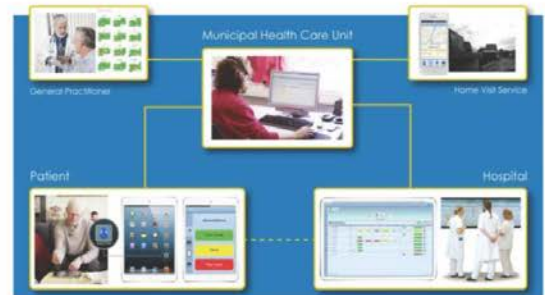 Municipal Health Care Unit
General Practitioner
Home Visit Service
Patient
Hospital